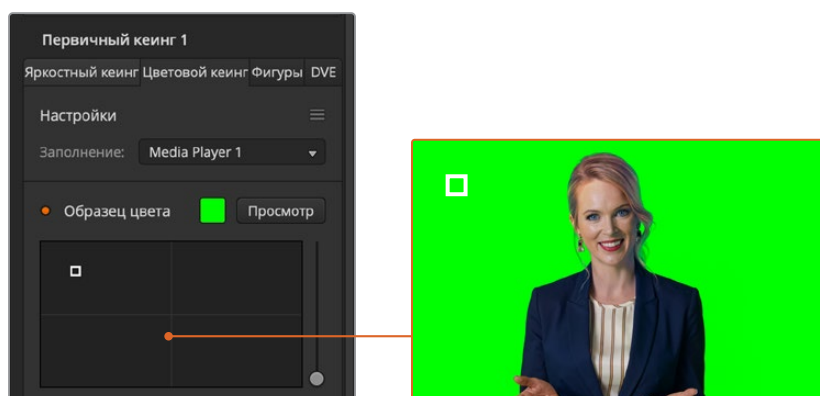 Первичный кеинг 1
Яркостный кеинг Цветовой кеинг Фигуры DVE
Настройки
Заполнение: Media Player 1
Образец цвета Просмотр